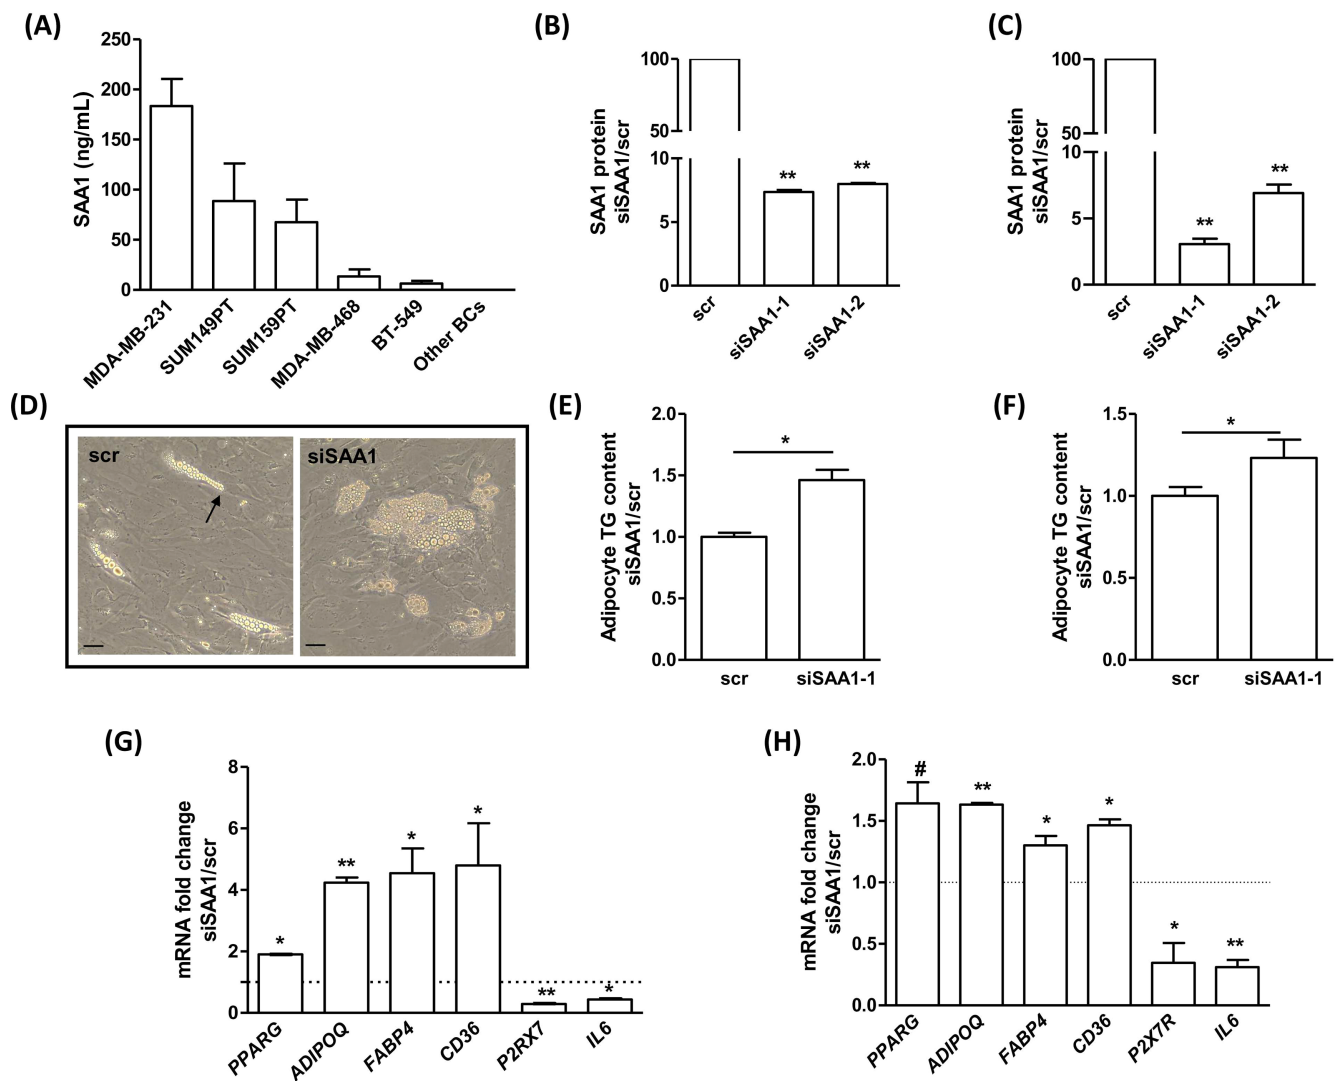 (A)
250
200
150
100
50
0
SAA1 (ng/mL)
MDA-MB-231
SUM149PT
SUM159PT
MDA-MB-468
BT-549
Other BCs
(B)
100
50
10
5
0
SAA1 protein
siSAA1/scr
**
**
scr
siSAA1-1
siSAA1-2
(C)
100
50
10
5
0
SAA1 protein
siSAA1/scr
**
**
scr
siSAA1-1
siSAA1-2
(D)
scr
siSAA1
(E)
2.0
1.5
1.0
0.5
0.0
Adipocyte TG content
siSAA1/scr
*
scr
siSAA1-1
(F)
1.5
1.0
0.5
0.0
Adipocyte TG content
siSAA1/scr
*
scr
siSAA1-1
(G)
8
6
4
2
0
mRNA fold change
siSAA1/scr
*
**
*
*
**
*
PPARG
ADIPOQ
FABP4
CD36
P2RX7
IL6
(H)
2.0
1.5
1.0
0.5
0.0
mRNA fold change
siSAA1/scr
#
**
*
*
*
**
PPARG
ADIPOQ
FABP4
CD36
P2X7R
IL6